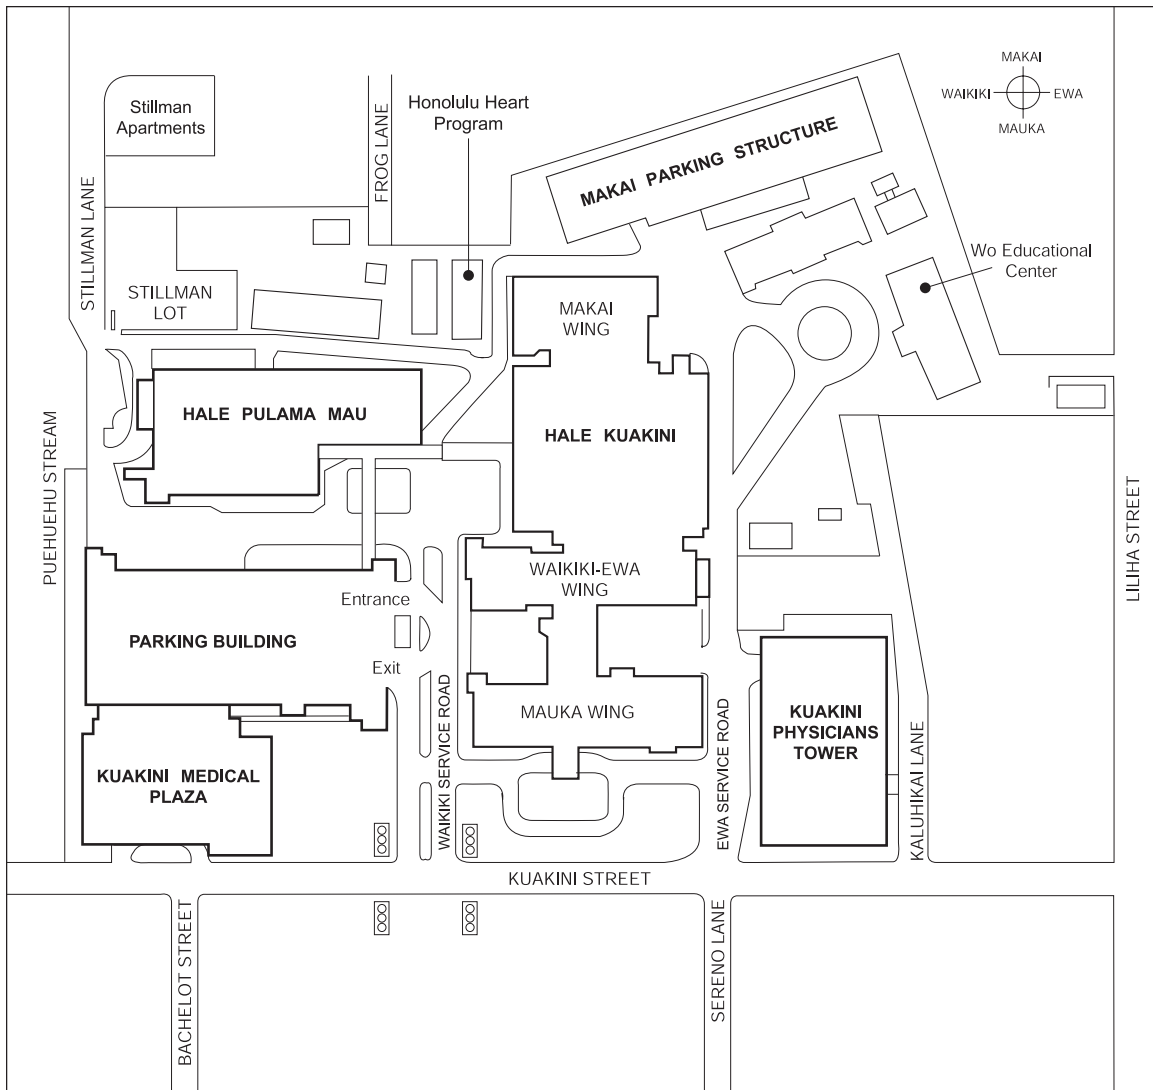 MAKAI
WAIKIKI
EWA
MAUKA
Stillman
Apartments
FROG LANE
Honolulu Heart
Program
MAKAI PARKING STRUCTURE
STILLMAN LANE
Wo Educational
Center
STILLMAN
LOT
MAKAI
WING
HALE PULAMA MAU
HALE KUAKINI
PUEHUEHU STREAM
LILIHA STREET
WAIKIKI-EWA
WING
Entrance
PARKING BUILDING
Exit
WAIKIKI SERVICE ROAD
MAUKA WING
EWA SERVICE ROAD
KUAKINI
PHYSICIANS
TOWER
KALUHIKAI LANE
KUAKINI MEDICAL
PLAZA
KUAKINI STREET
BACHELOT STREET
SERENO LANE